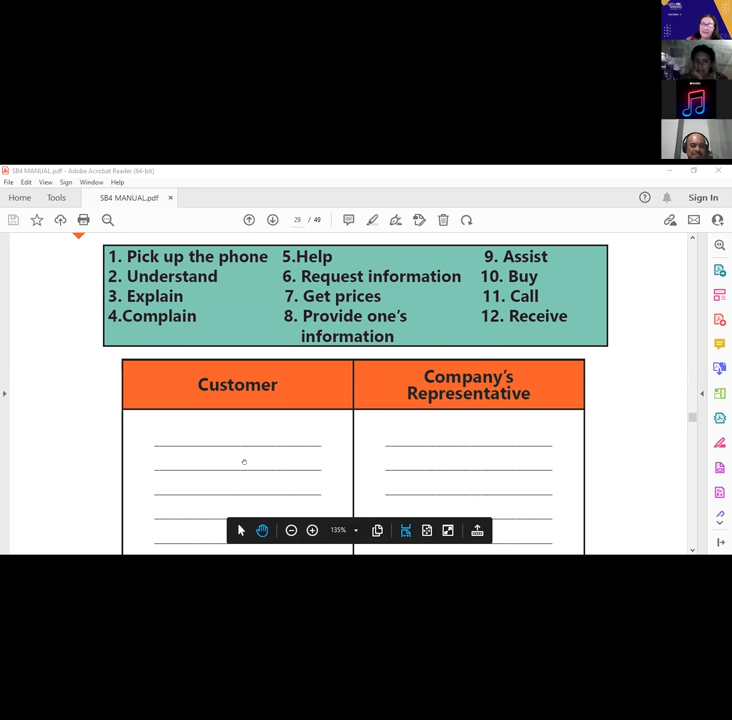 SB4 MANUAL.pdf - Adobe Acrobat Reader (64-bit)
File Edit View Sign Window Help
Home Tools SB4 MANUAL.pdf × Sign In
29 / 49
1. Pick up the phone 5.Help 9. Assist
2. Understand 6. Request information 10. Buy
3. Explain 7. Get prices 11. Call
4.Complain 8. Provide one's 12. Receive
information
Customer Company's
Representative
135%